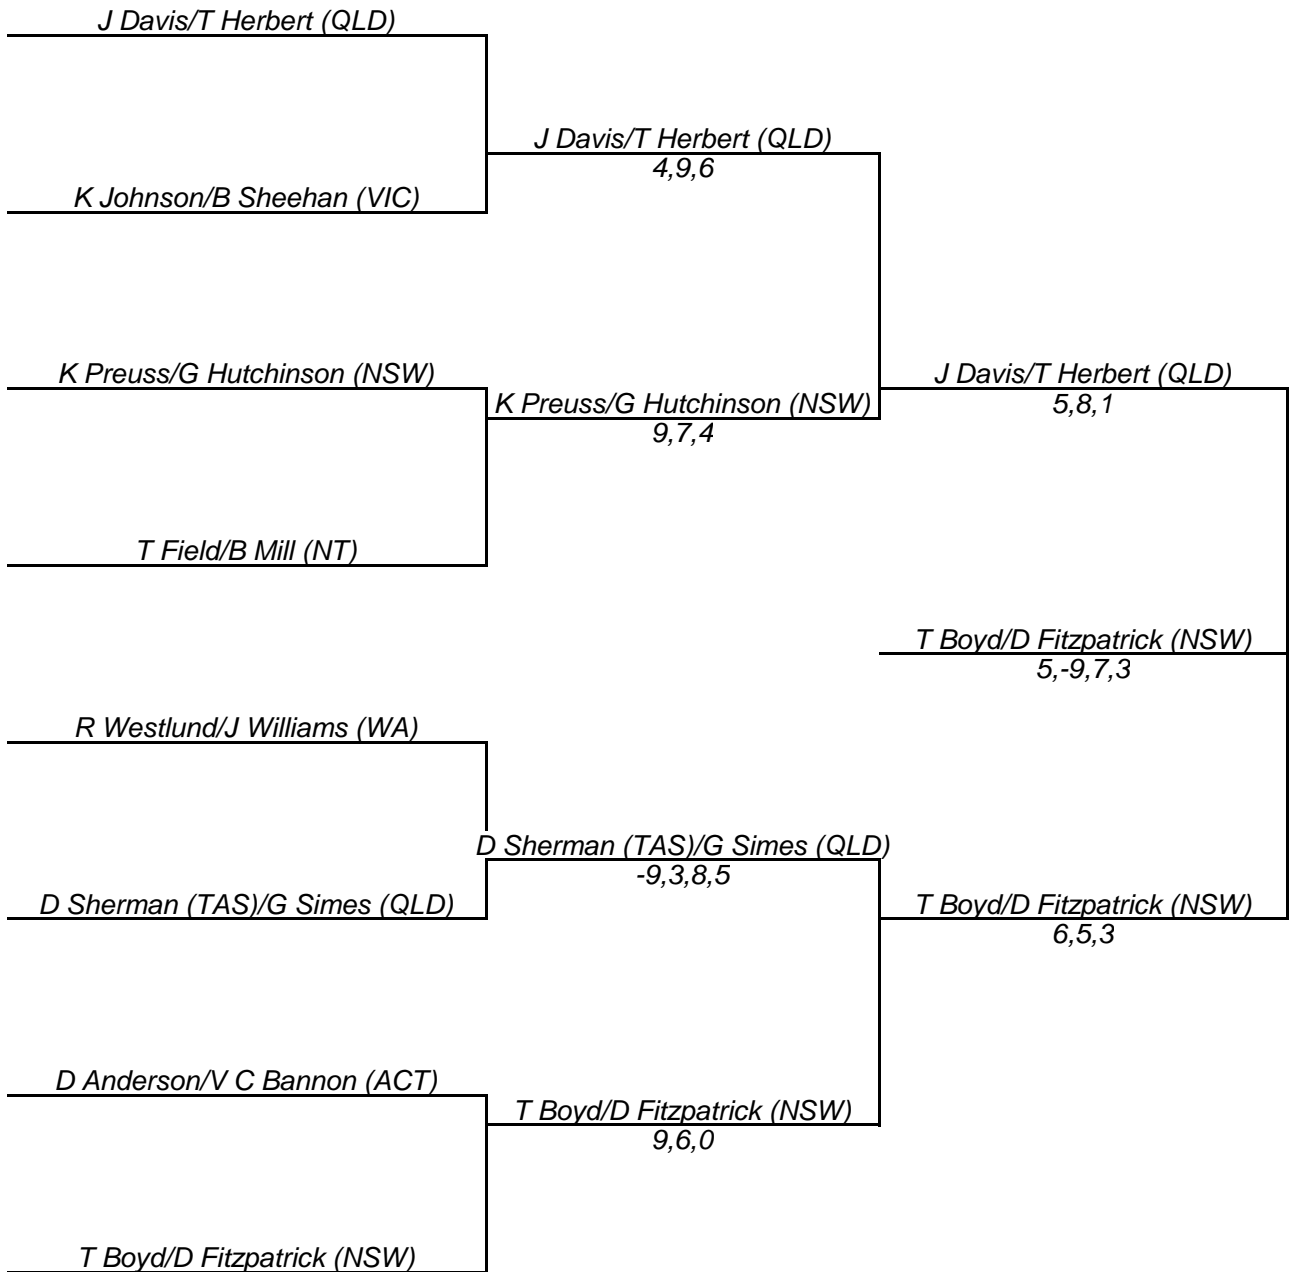 J Davis/T Herbert (QLD)
J Davis/T Herbert (QLD)
4,9,6
K Johnson/B Sheehan (VIC)
K Preuss/G Hutchinson (NSW)
J Davis/T Herbert (QLD)
5,8,1
K Preuss/G Hutchinson (NSW)
9,7,4
T Field/B Mill (NT)
T Boyd/D Fitzpatrick (NSW)
5,-9,7,3
R Westlund/J Williams (WA)
D Sherman (TAS)/G Simes (QLD)
-9,3,8,5
D Sherman (TAS)/G Simes (QLD)
T Boyd/D Fitzpatrick (NSW)
6,5,3
D Anderson/V C Bannon (ACT)
T Boyd/D Fitzpatrick (NSW)
9,6,0
T Boyd/D Fitzpatrick (NSW)